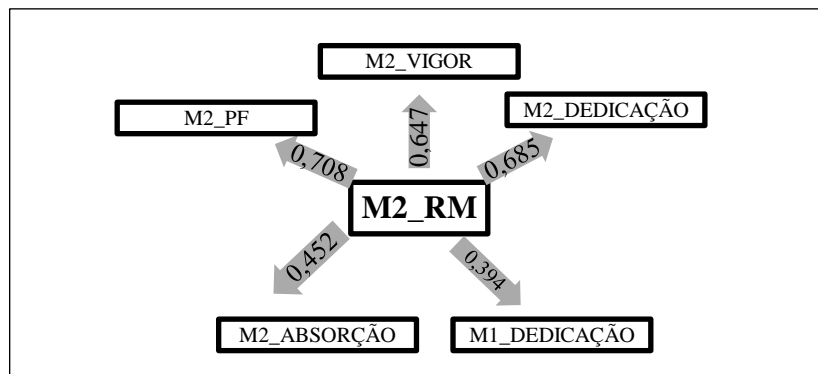 M2_VIGOR
M2_PF
M2_DEDICAÇÃO
0,708
0,647
0,685
M2_RM
0,452
0,394
M2_ABSORÇÃO
M1_DEDICAÇÃO